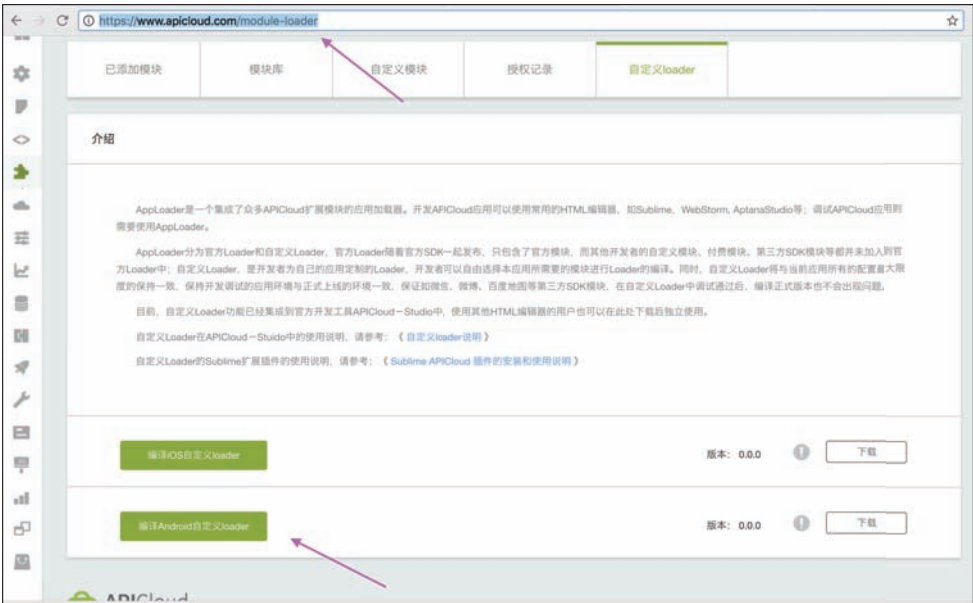 https://www.apicloud.com/module-loader
已添加模块
模块库
自定义模块
授权记录
自定义loader
介绍
AppLoader是一个集成了众多APICloud扩展模块的应用加载器。开发APICloud应用可以使用常用的HTML编辑器，如Sublime、WebStorm, AptanaStudio等；调试APICloud应用则
需要使用AppLoader。
AppLoader分为官方Loader和自定义Loader，官方Loader随着官方SDK一起发布，只包含了官方模块，而其他开发者的自定义模块、付费模块、第三方SDK模块等都并未加入到官
方Loader中；自定义Loader，是开发者为自己的应用定制的Loader，开发者可以自由选择本应用所需要的模块进行Loader的编译。同时，自定义Loader将与当前应用所有的配置最大限
度的保持一致，保持开发调试的应用环境与正式上线的环境一致，保证如微信、微博、百度地图等第三方SDK模块，在自定义Loader中调试通过后，编译正式版本也不会出现问题。
目前，自定义Loader功能已经集成到官方开发工具APICloud－Studio中，使用其他HTML编辑器的用户也可以在此处下载后独立使用。
自定义Loader在APICloud－Stuido中的使用说明，请参考：《 自定义loader说明 》
自定义Loader的Sublime扩展插件的使用说明，请参考：《 Sublime APICloud 插件的安装和使用说明 》
编译iOS自定义loader
版本： 0.0.0
下载
编译Android自定义loader
版本： 0.0.0
下载
APICloud